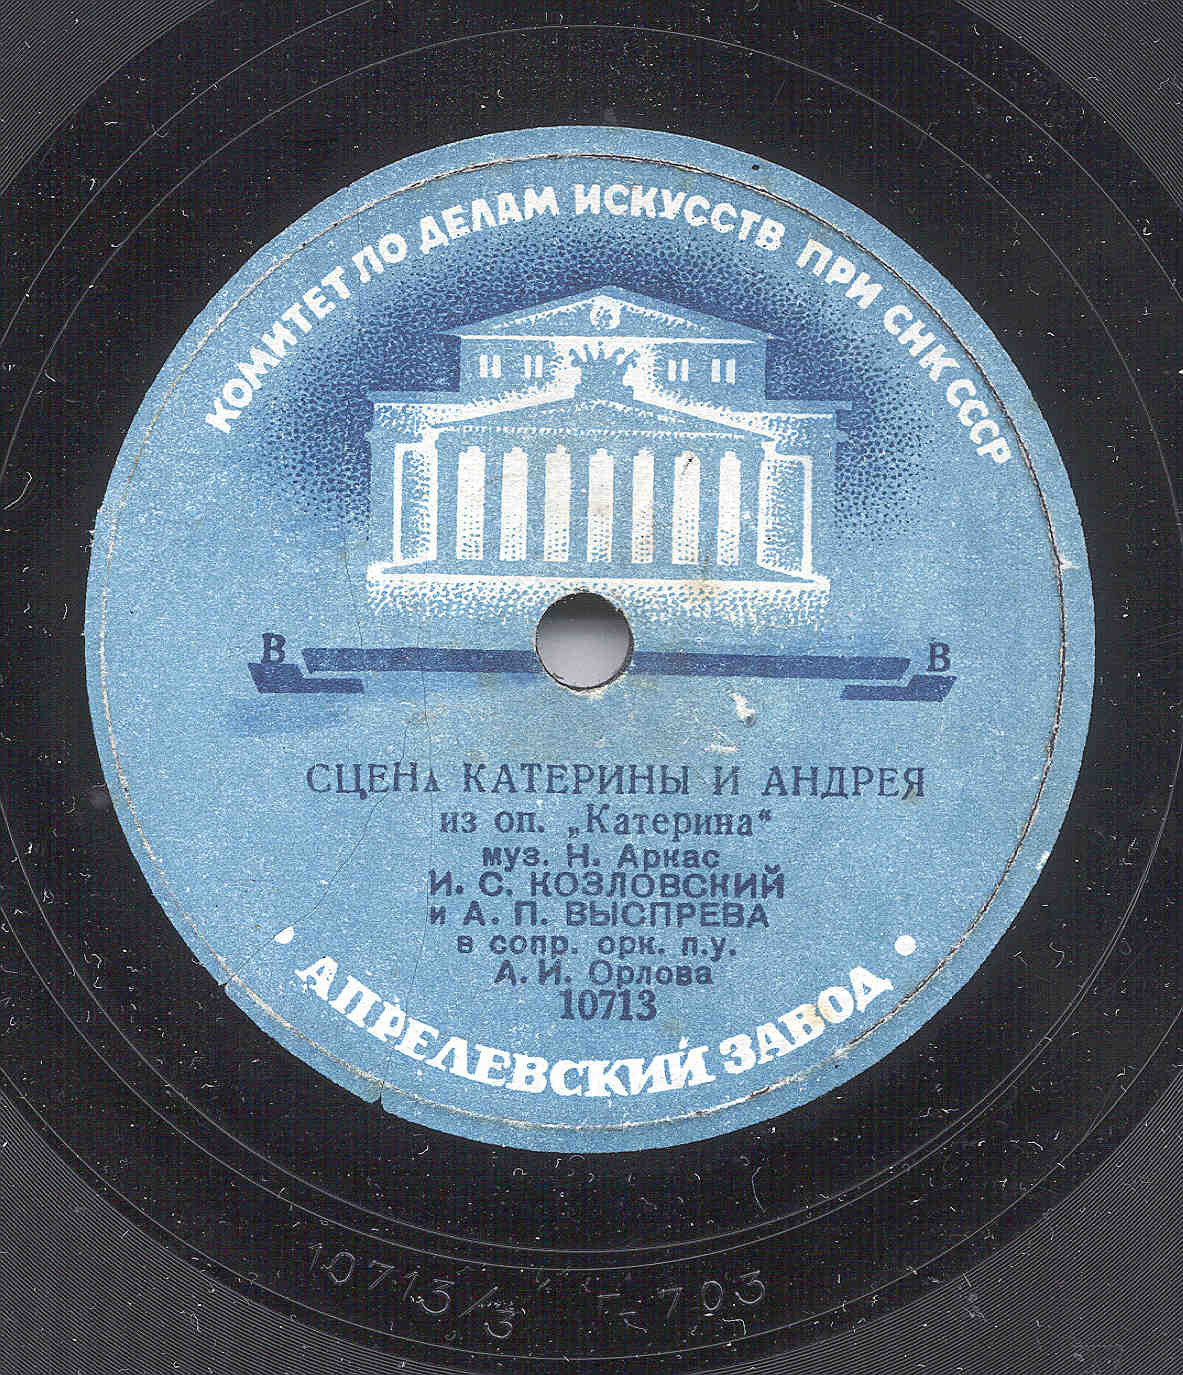 КОМИТЕТ ПО ДЕЛАМ ИСКУССТВ ПРИ СНК СССР
В В
СЦЕНА КАТЕРИНЫ И АНДРЕЯ
из оп. „Катерина“
муз. Н. Аркас
И. С. КОЗЛОВСКИЙ
и А. П. ВЫСПРЕВА
в сопр. орк. п.у.
А. И. Орлова
10713
АПРЕЛЕВСКИЙ ЗАВОД
10713/3 703